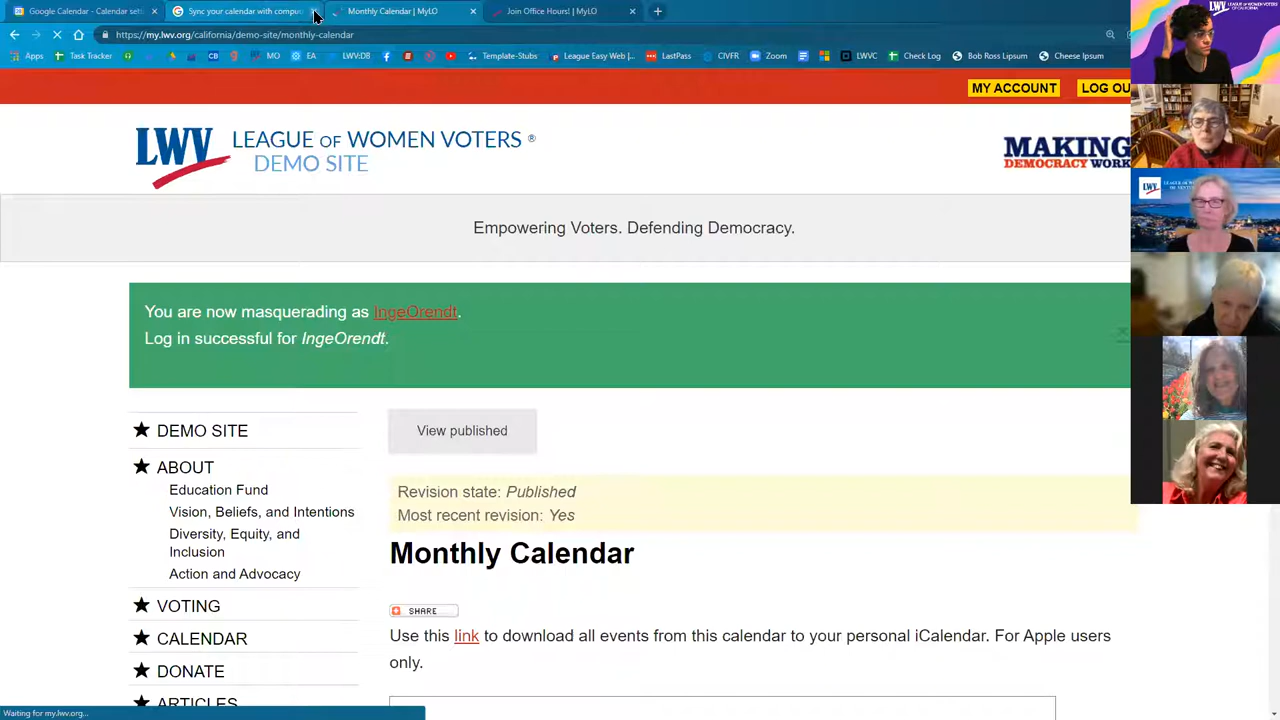 Google Calendar - Calendar set
Sync your calendar with compu
Monthly Calendar | MyLO
Join Office Hours! | MyLO
https://my.lwv.org/california/demo-site/monthly-calendar
Apps
Task Tracker
CB
MO
EA
LWV:DB
Template-Stubs
League Easy Web |...
LastPass
CIVFR
Zoom
LWVC
Check Log
Bob Ross Lipsum
Cheese Ipsum
MY ACCOUNT
LOG OU
LWV
LEAGUE OF WOMEN VOTERS ®
DEMO SITE
MAKING
DEMOCRACY WORK
Empowering Voters. Defending Democracy.
You are now masquerading as IngeOrendt.
Log in successful for IngeOrendt.
DEMO SITE
ABOUT
Education Fund
Vision, Beliefs, and Intentions
Diversity, Equity, and
Inclusion
Action and Advocacy
VOTING
CALENDAR
DONATE
ARTICLES
View published
Revision state: Published
Most recent revision: Yes
Monthly Calendar
SHARE
Use this link to download all events from this calendar to your personal iCalendar. For Apple users
only.
Waiting for my.lwv.org...